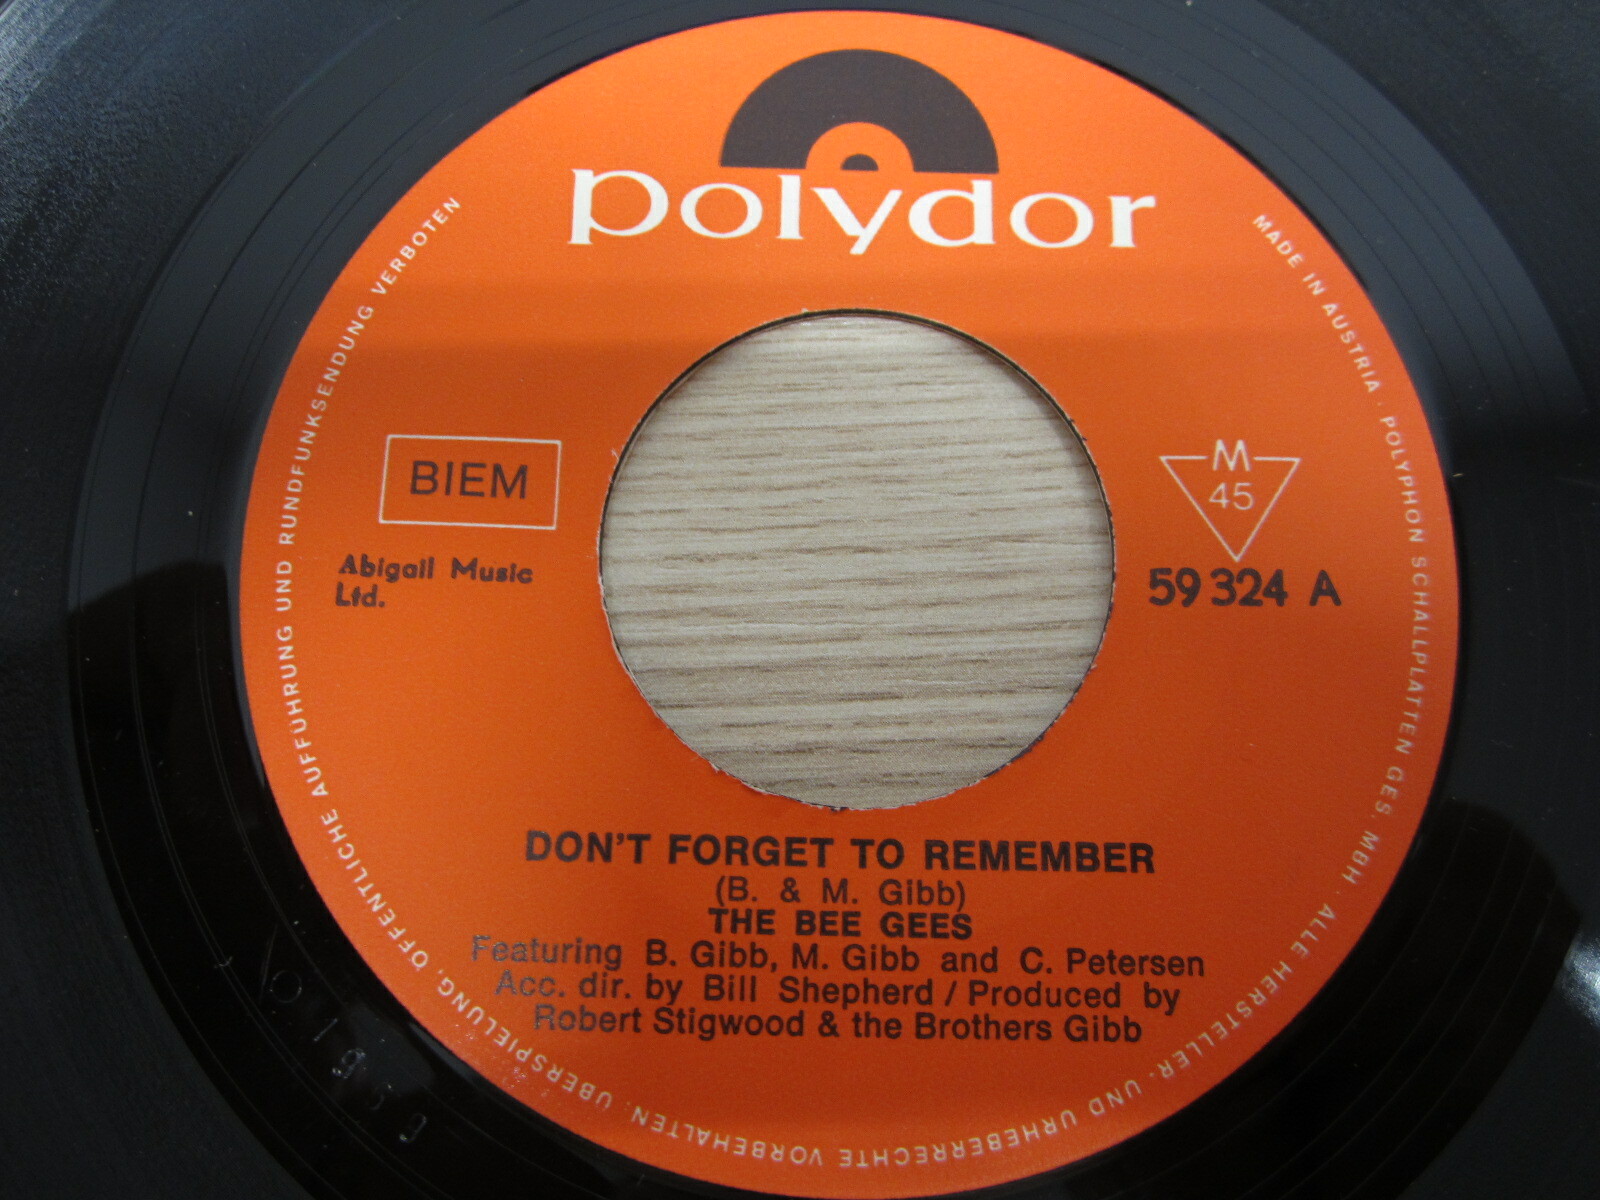 polydor
MADE IN AUSTRIA · POLYPHON SCHALLPLATTEN GES. MBH · ALLE HERSTELLER- UND URHEBERRECHTE VORBEHALTEN; ÜBERSPIELUNG, ÖFFENTLICHE AUFFÜHRUNG UND RUNDFUNKSENDUNG VERBOTEN
BIEM
Abigail Music
Ltd.
M
45
59 324 A
DON'T FORGET TO REMEMBER
(B. & M. Gibb)
THE BEE GEES
Featuring B. Gibb, M. Gibb and C. Petersen
Acc. dir. by Bill Shepherd / Produced by
Robert Stigwood & the Brothers Gibb
1969